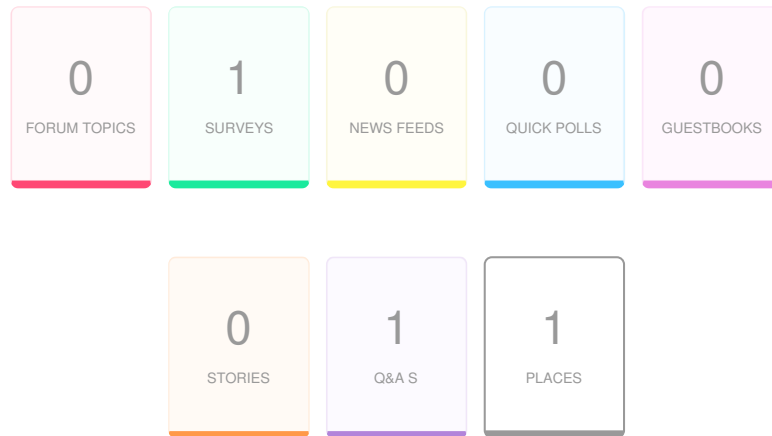 0 1 0 0 0
FORUM TOPICS SURVEYS NEWS FEEDS QUICK POLLS GUESTBOOKS
0 1 1
STORIES Q&A S PLACES